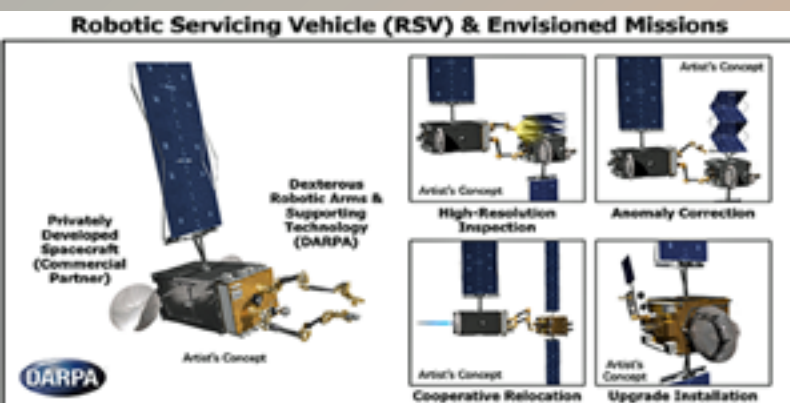 Robotic Servicing Vehicle (RSV) & Envisioned Missions
Privately
Developed
Spacecraft
(Commercial
Partner)
Dexterous
Robotic Arms &
Supporting
Technology
(DARPA)
Artist's Concept
DARPA
Artist's Concept
High-Resolution
Inspection
Artist's Concept
Anomaly Correction
Artist's Concept
Cooperative Relocation
Artist's
Concept
Upgrade Installation